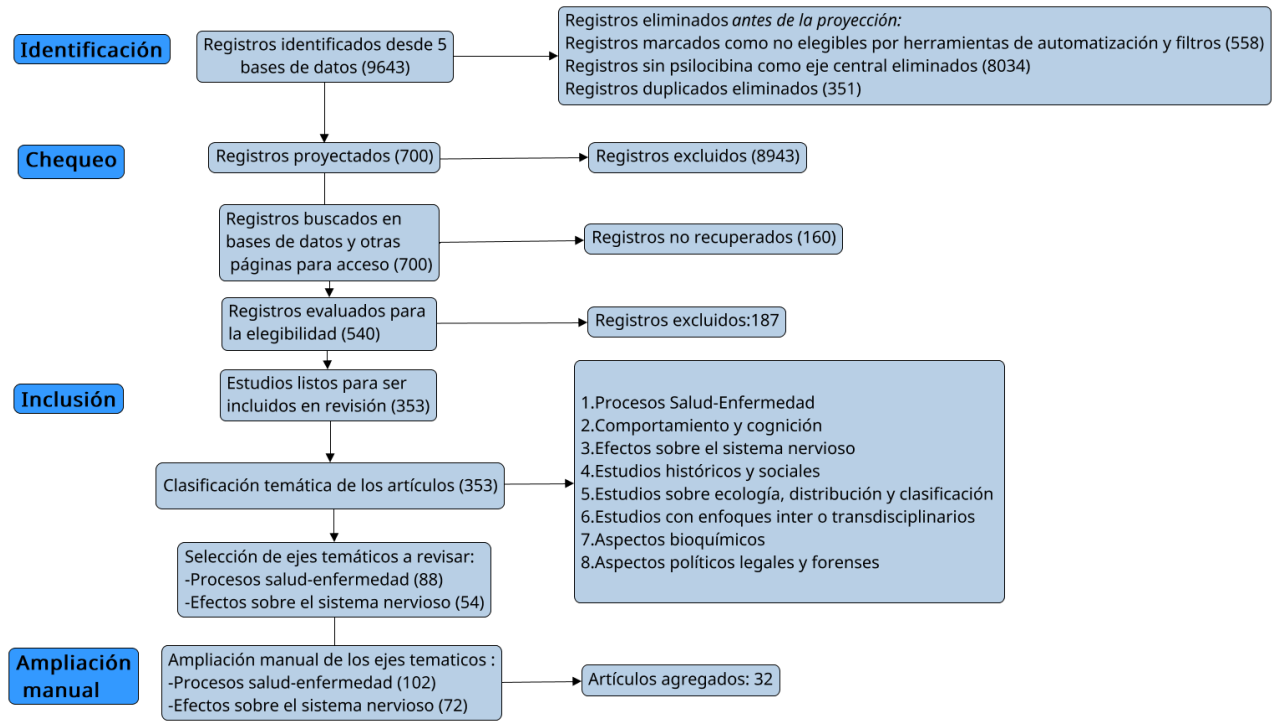 Identificación
Registros identificados desde 5
bases de datos (9643)
Registros eliminados antes de la proyección:
Registros marcados como no elegibles por herramientas de automatización y filtros (558)
Registros sin psilocibina como eje central eliminados (8034)
Registros duplicados eliminados (351)
Chequeo
Registros proyectados (700)
Registros excluidos (8943)
Registros buscados en
bases de datos y otras
páginas para acceso (700)
Registros no recuperados (160)
Registros evaluados para
la elegibilidad (540)
Registros excluidos:187
Inclusión
Estudios listos para ser
incluidos en revisión (353)
Clasificación temática de los artículos (353)
1.Procesos Salud-Enfermedad
2.Comportamiento y cognición
3.Efectos sobre el sistema nervioso
4.Estudios históricos y sociales
5.Estudios sobre ecología, distribución y clasificación
6.Estudios con enfoques inter o transdisciplinarios
7.Aspectos bioquímicos
8.Aspectos políticos legales y forenses
Selección de ejes temáticos a revisar:
-Procesos salud-enfermedad (88)
-Efectos sobre el sistema nervioso (54)
Ampliación
manual
Ampliación manual de los ejes tematicos :
-Procesos salud-enfermedad (102)
-Efectos sobre el sistema nervioso (72)
Artículos agregados: 32